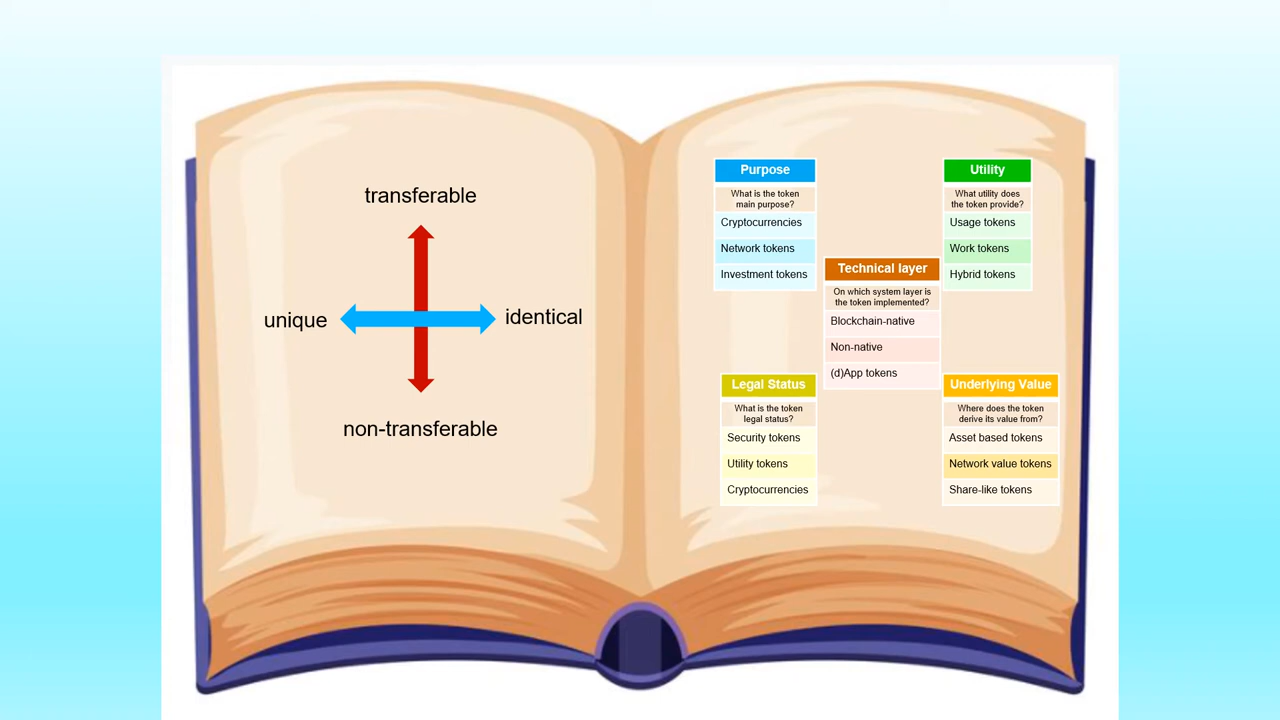 transferable
unique
identical
non-transferable
Purpose
What is the token
main purpose?
Cryptocurrencies
Network tokens
Investment tokens
Utility
What utility does
the token provide?
Usage tokens
Work tokens
Hybrid tokens
Technical layer
On which system layer is
the token implemented?
Blockchain-native
Non-native
(d)App tokens
Legal Status
What is the token
legal status?
Security tokens
Utility tokens
Cryptocurrencies
Underlying Value
Where does the token
derive its value from?
Asset based tokens
Network value tokens
Share-like tokens